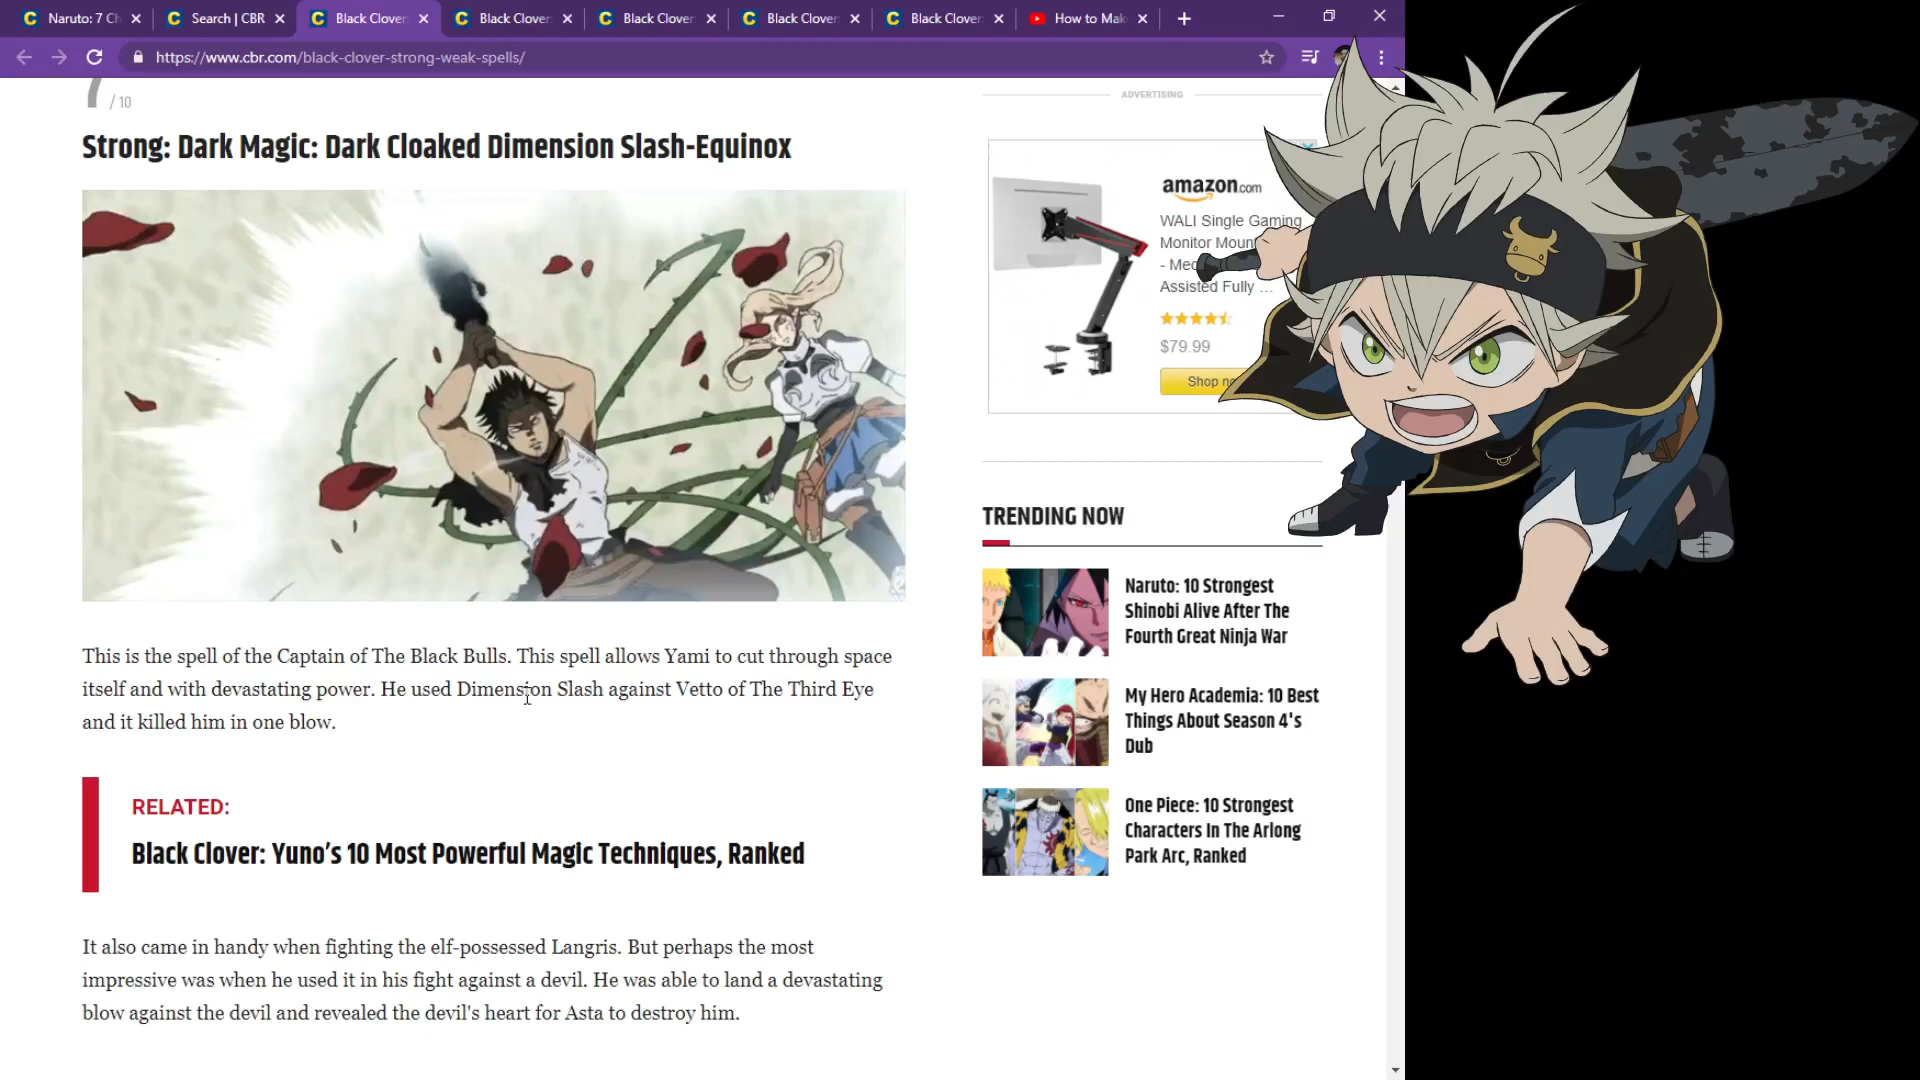 Naruto: 7 Ch
Search | CBR
Black Clover
Black Clover
Black Clover
Black Clover
Black Clover
How to Mak
https://www.cbr.com/black-clover-strong-weak-spells/
7 / 10
Strong: Dark Magic: Dark Cloaked Dimension Slash-Equinox
This is the spell of the Captain of The Black Bulls. This spell allows Yami to cut through space
itself and with devastating power. He used Dimension Slash against Vetto of The Third Eye
and it killed him in one blow.
RELATED:
Black Clover: Yuno's 10 Most Powerful Magic Techniques, Ranked
It also came in handy when fighting the elf-possessed Langris. But perhaps the most
impressive was when he used it in his fight against a devil. He was able to land a devastating
blow against the devil and revealed the devil's heart for Asta to destroy him.
ADVERTISING
amazon.com
WALI Single Gaming
Monitor Moun
- Mec
Assisted Fully ...
$79.99
Shop
TRENDING NOW
Naruto: 10 Strongest
Shinobi Alive After The
Fourth Great Ninja War
My Hero Academia: 10 Best
Things About Season 4's
Dub
One Piece: 10 Strongest
Characters In The Arlong
Park Arc, Ranked